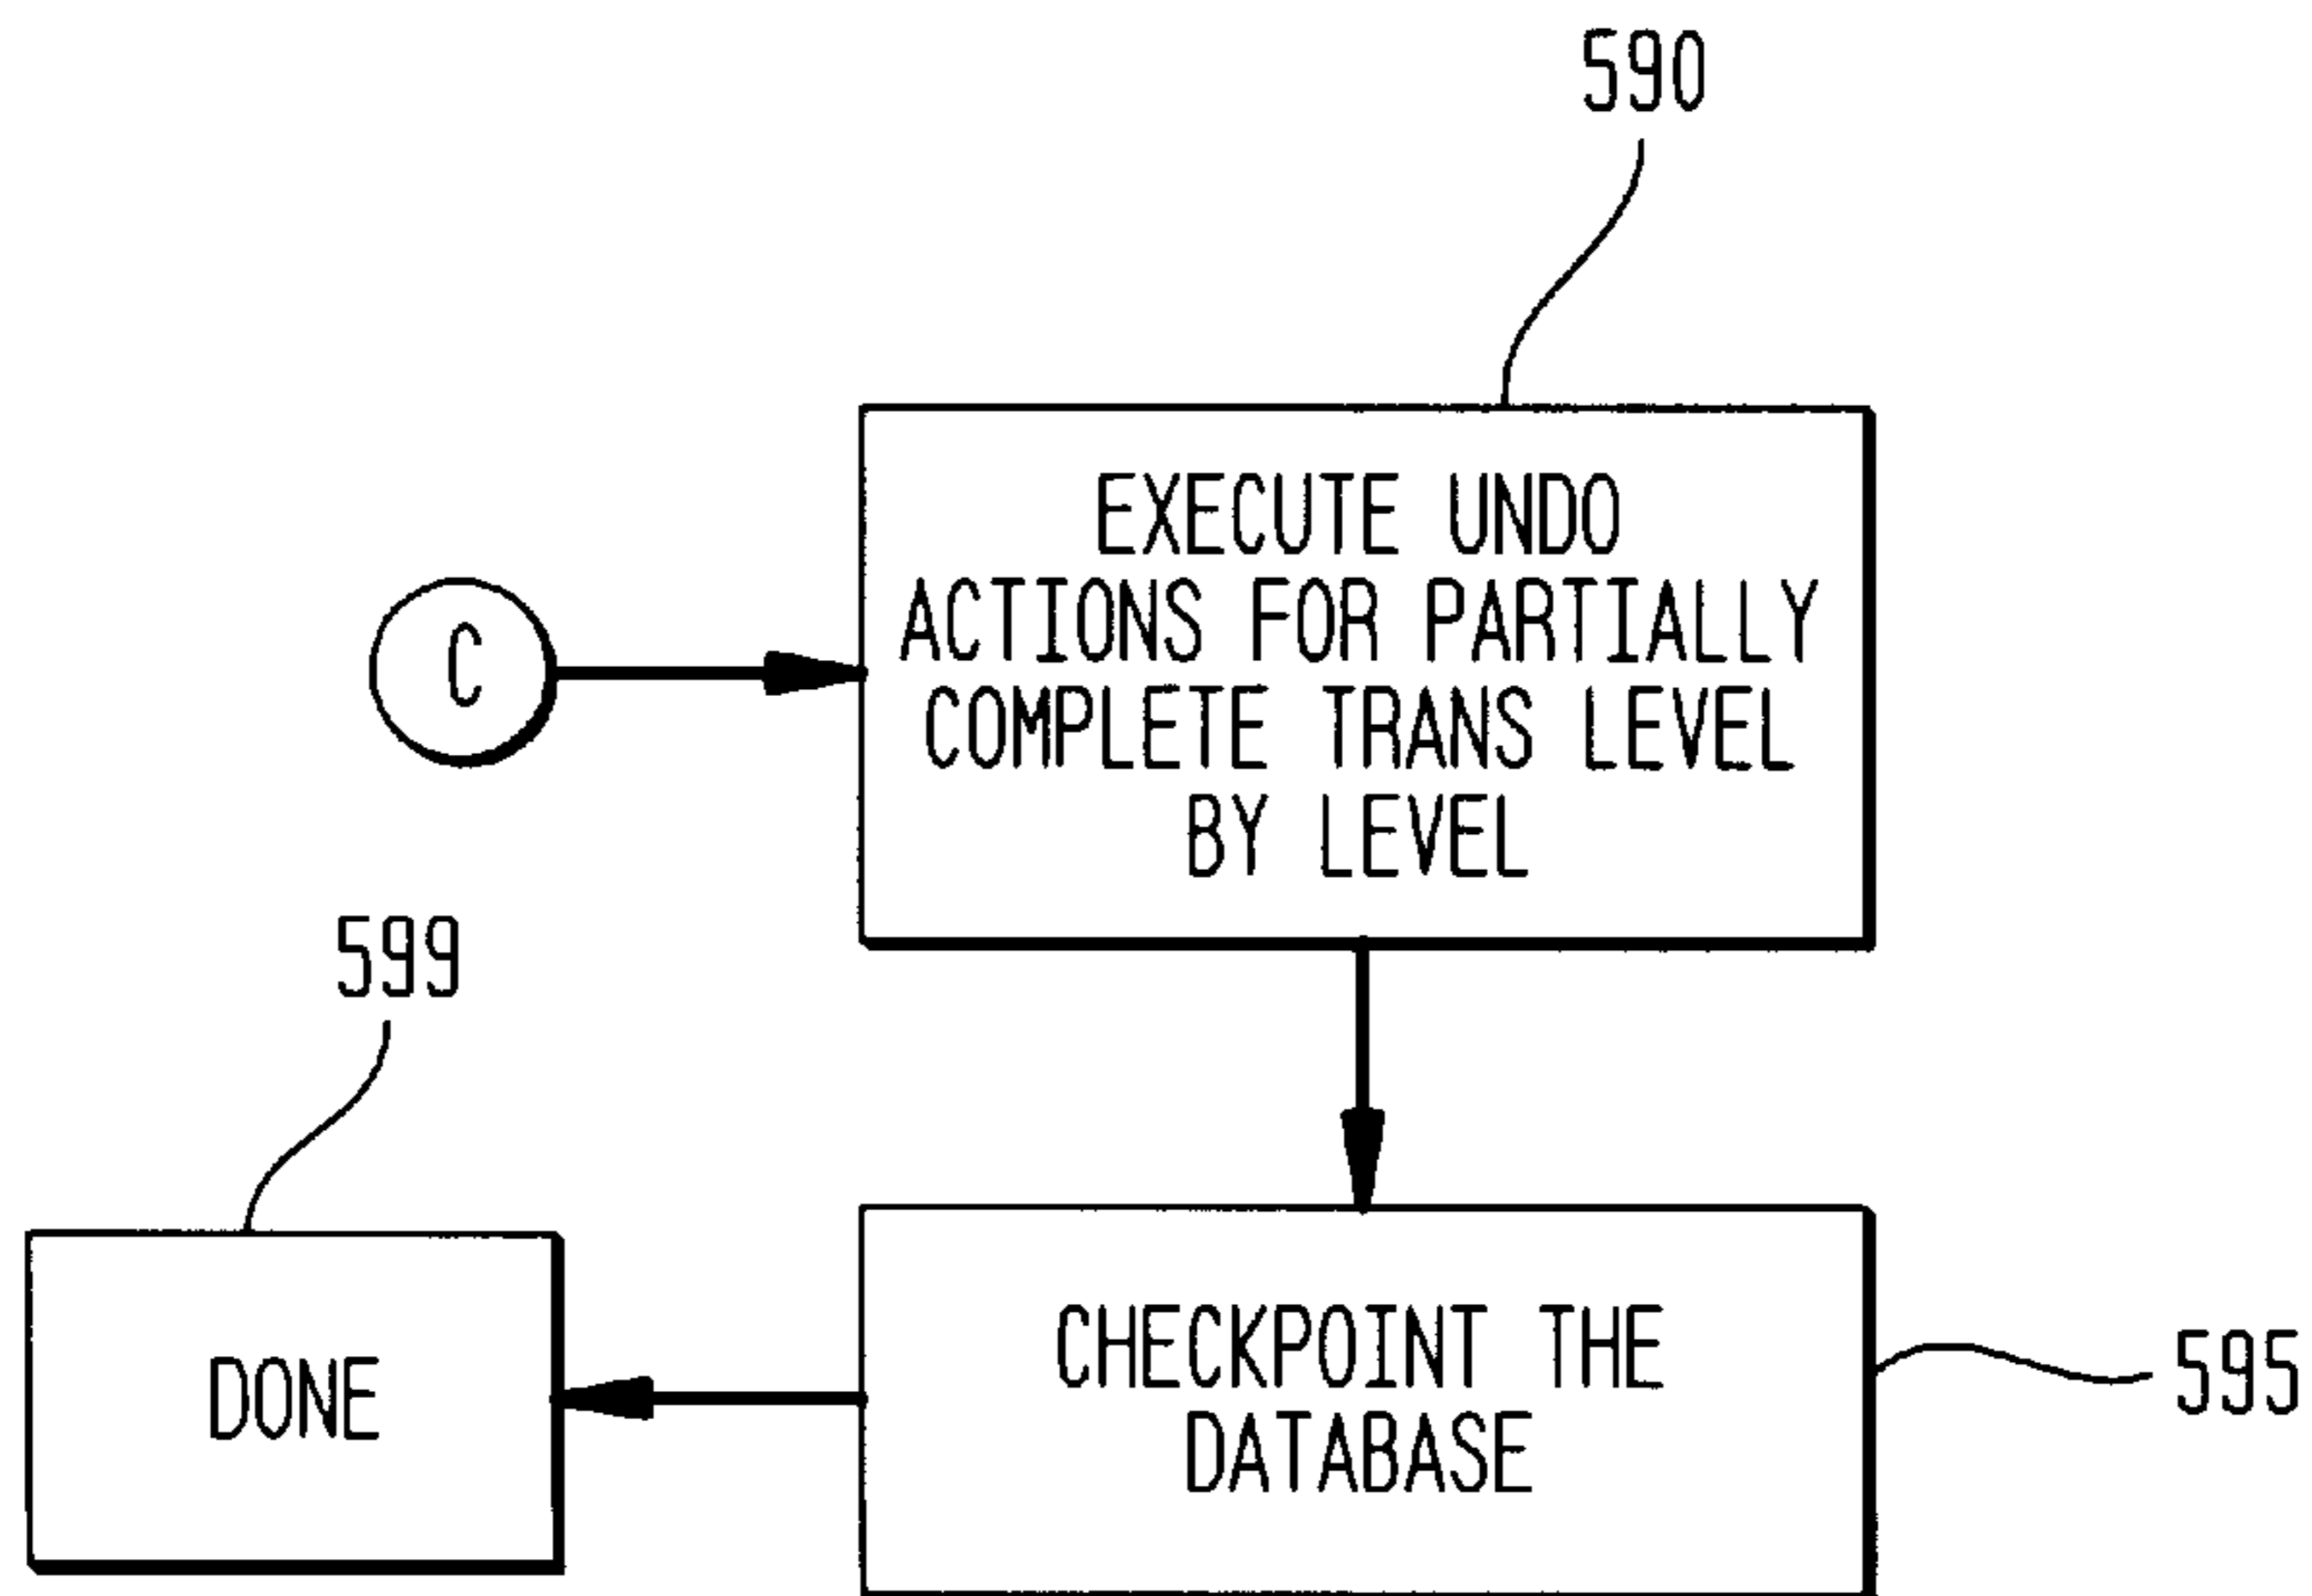 590
EXECUTE UNDO
ACTIONS FOR PARTIALLY
COMPLETE TRANS LEVEL
BY LEVEL
C
599
DONE
CHECKPOINT THE
DATABASE
595